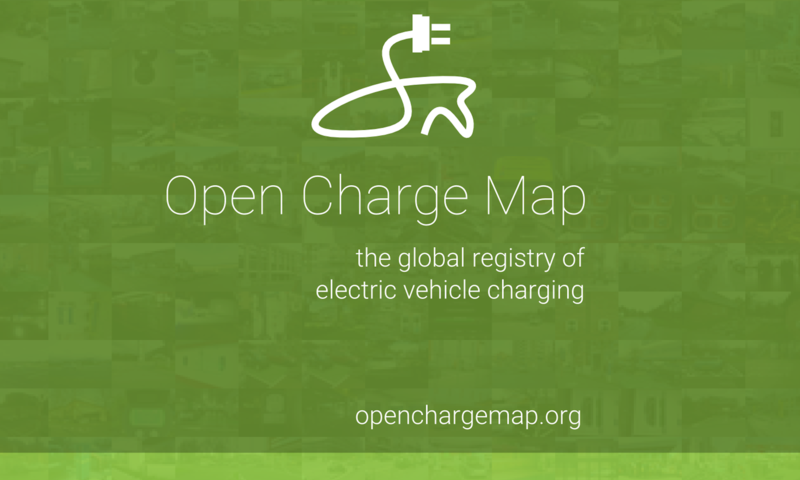 Open Charge Map
the global registry of
electric vehicle charging
openchargemap.org